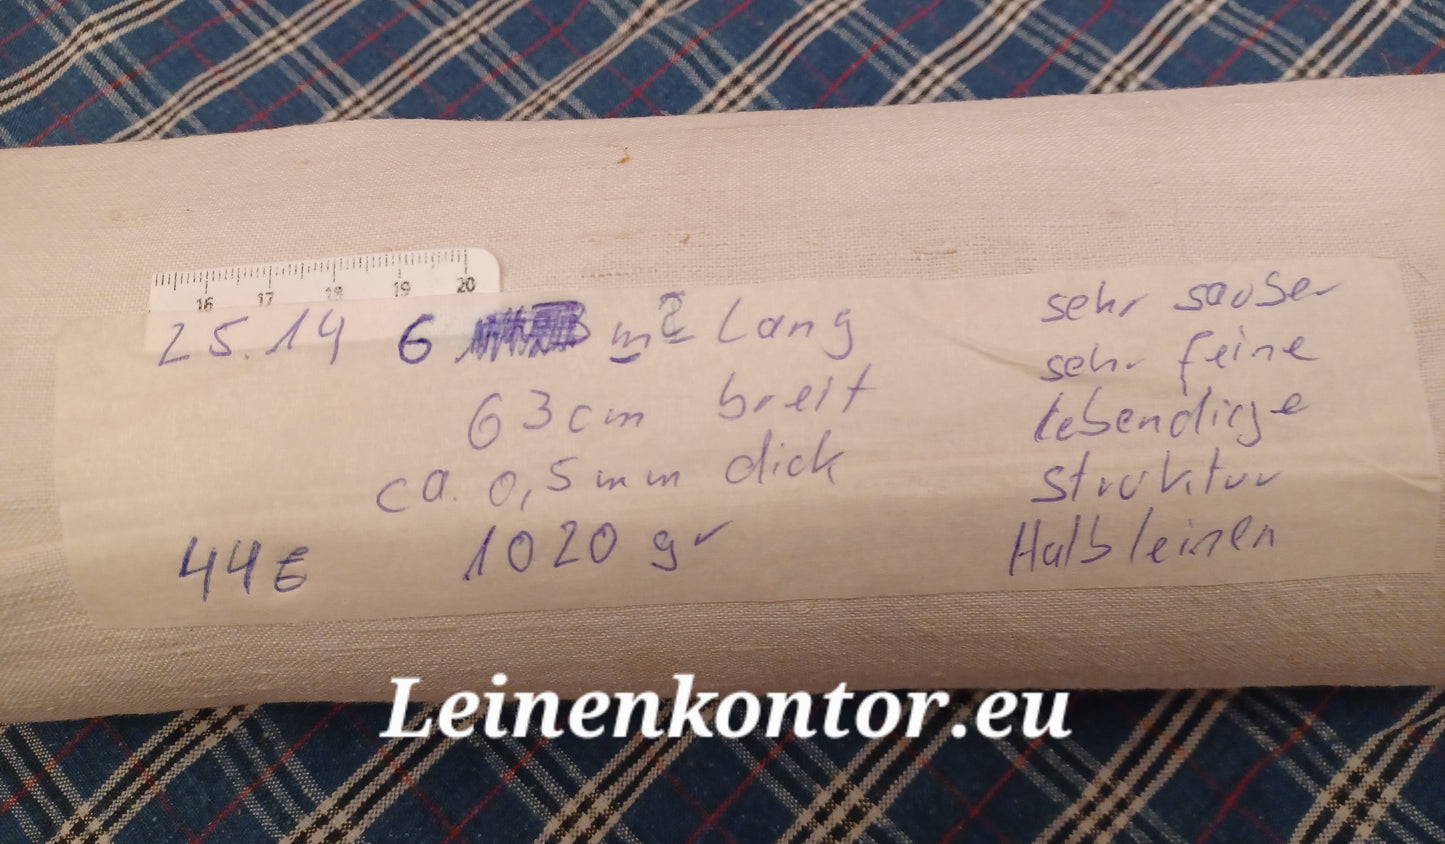 16 17 18 19 20
25.14 6 m² lang
63cm breit
ca. 0,5mm dick
44€ 1020 gr
sehr sauber
sehr feine
lebendige
struktur
Halbleinen
Leinenkontor.eu